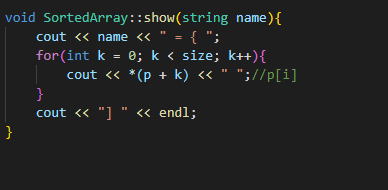 void SortedArray::show(string name){
    cout << name << " = { ";
    for(int k = 0; k < size; k++){
        cout << *(p + k) << " ";//p[i]
    }
    cout << "] " << endl;
}